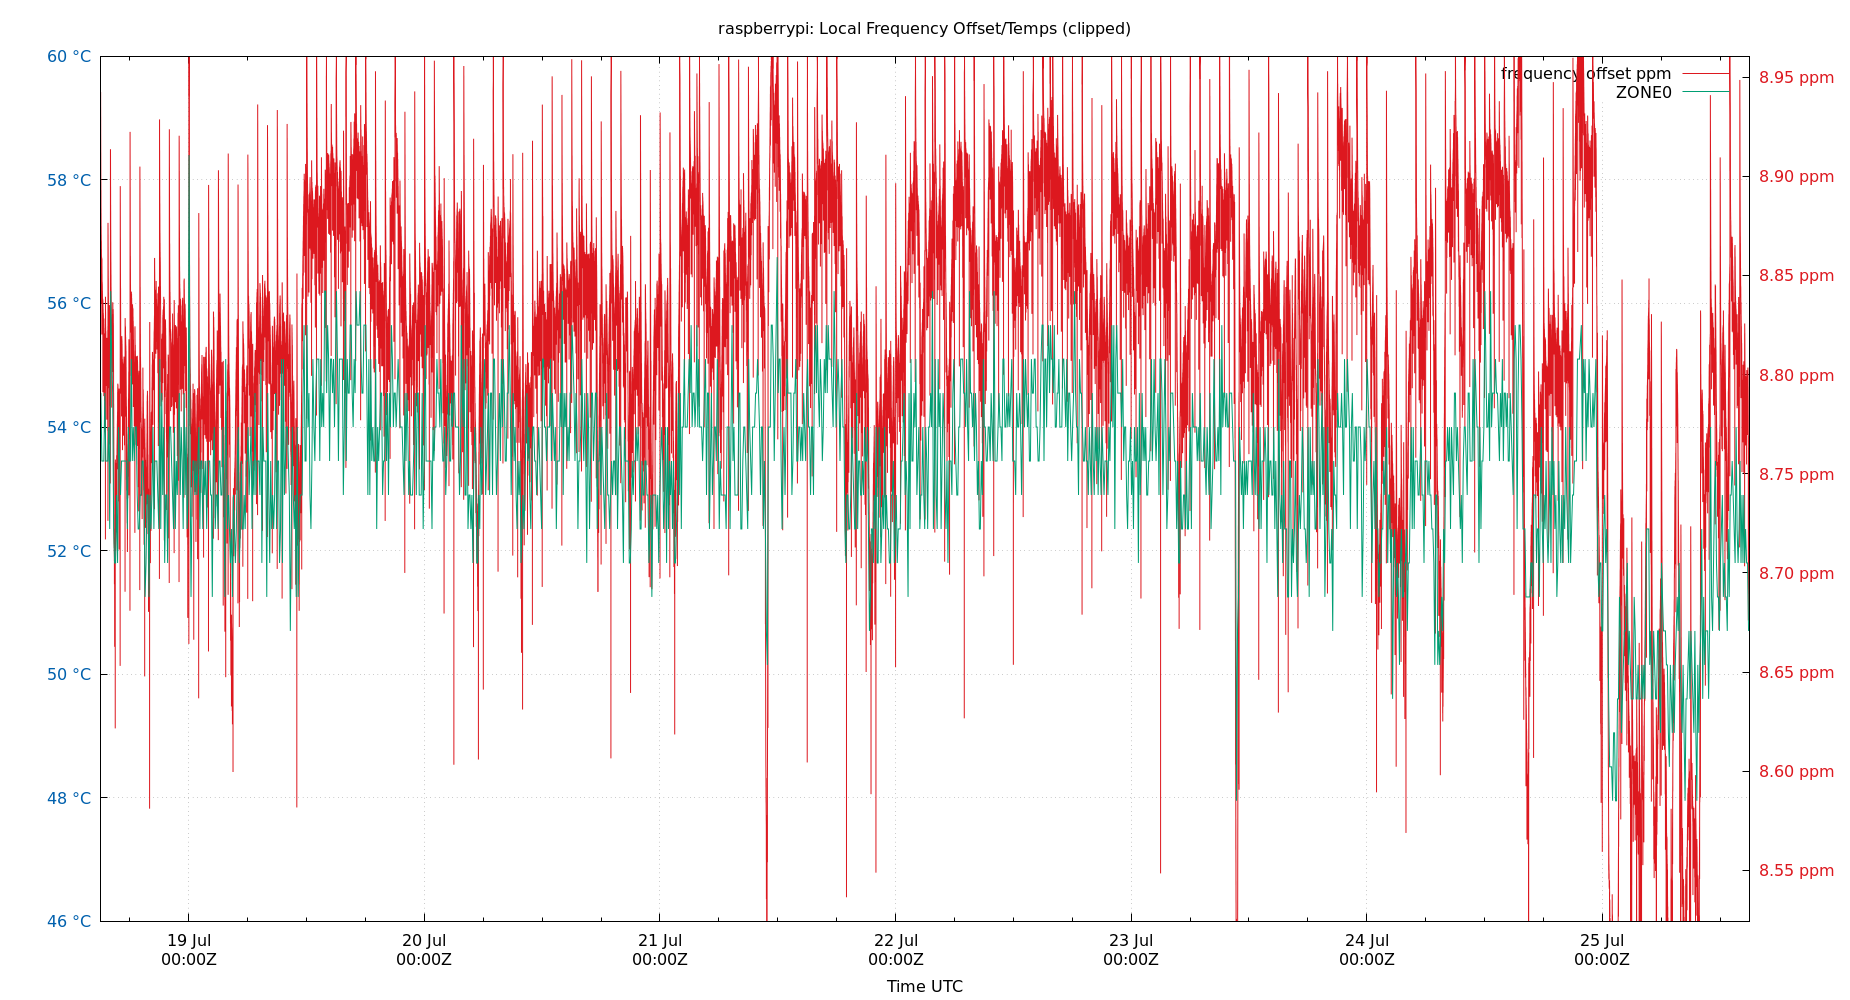 raspberrypi: Local Frequency Offset/Temps (clipped)
60 °C
58 °C
56 °C
54 °C
52 °C
50 °C
48 °C
46 °C
frequency offset ppm
ZONE0
8.95 ppm
8.90 ppm
8.85 ppm
8.80 ppm
8.75 ppm
8.70 ppm
8.65 ppm
8.60 ppm
8.55 ppm
19 Jul
00:00Z
20 Jul
00:00Z
21 Jul
00:00Z
22 Jul
00:00Z
23 Jul
00:00Z
24 Jul
00:00Z
25 Jul
00:00Z
Time UTC